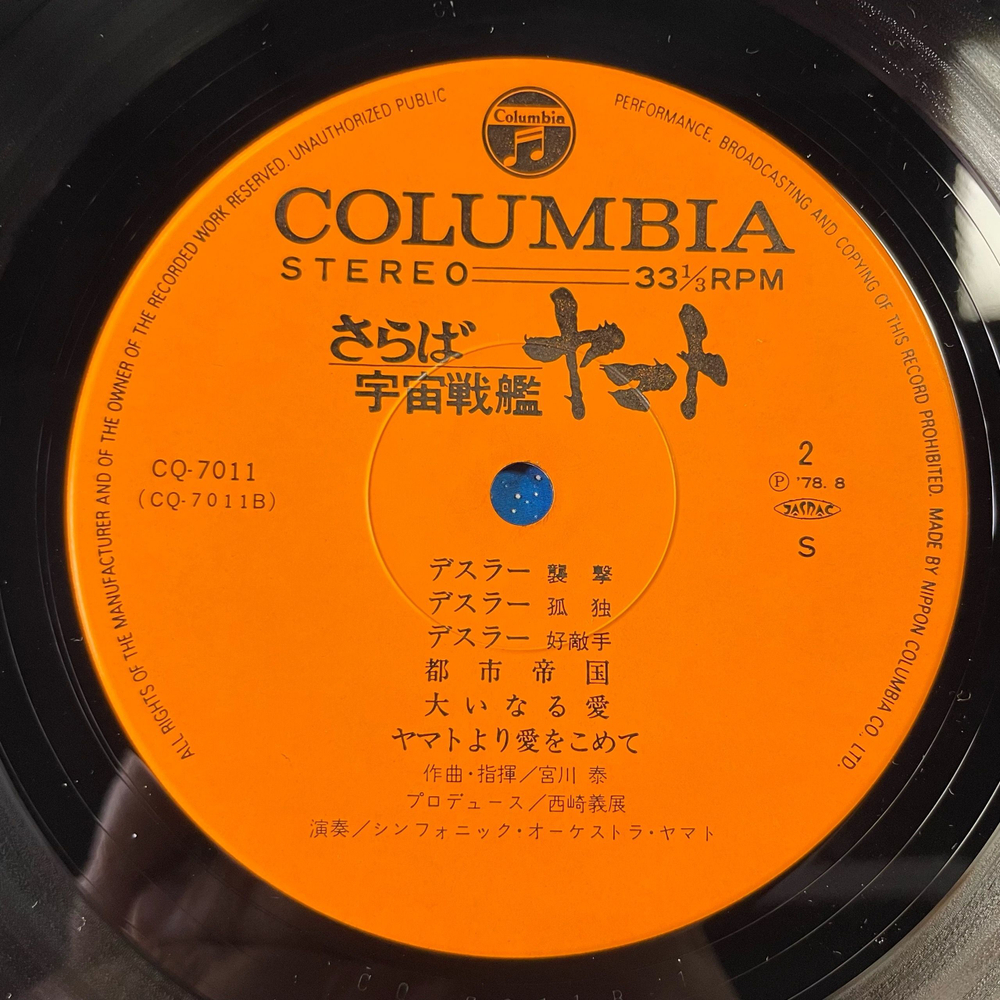 Columbia
ALL RIGHTS OF THE MANUFACTURER AND OF THE OWNER OF THE RECORDED WORK RESERVED. UNAUTHORIZED PUBLIC PERFORMANCE, BROADCASTING AND COPYING OF THIS RECORD PROHIBITED. MADE BY NIPPON COLUMBIA CO., LTD.
COLUMBIA
STEREO 33⅓RPM
さらば
宇宙戦艦 ヤマト
CQ-7011
(CQ-7011B)
2
Ⓟ '78. 8
JASRAC
S
デスラー 襲撃
デスラー 孤独
デスラー 好敵手
都市帝国
大いなる愛
ヤマトより愛をこめて
作曲・指揮/宮川 泰
プロデュース/西崎義展
演奏/シンフォニック・オーケストラ・ヤマト